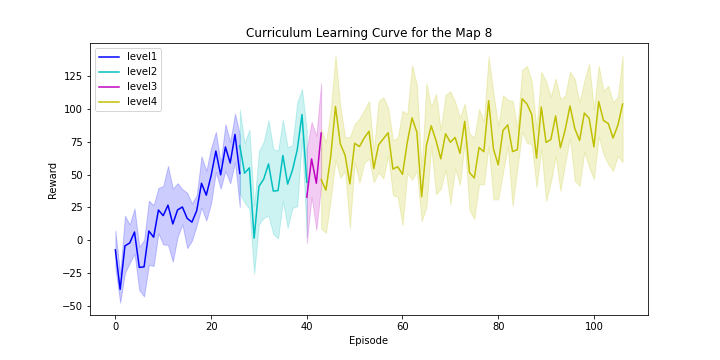 Curriculum Learning Curve for the Map 8
level1
level2
level3
level4
125
100
75
50
25
0
−25
−50
Reward
0
20
40
60
80
100
Episode